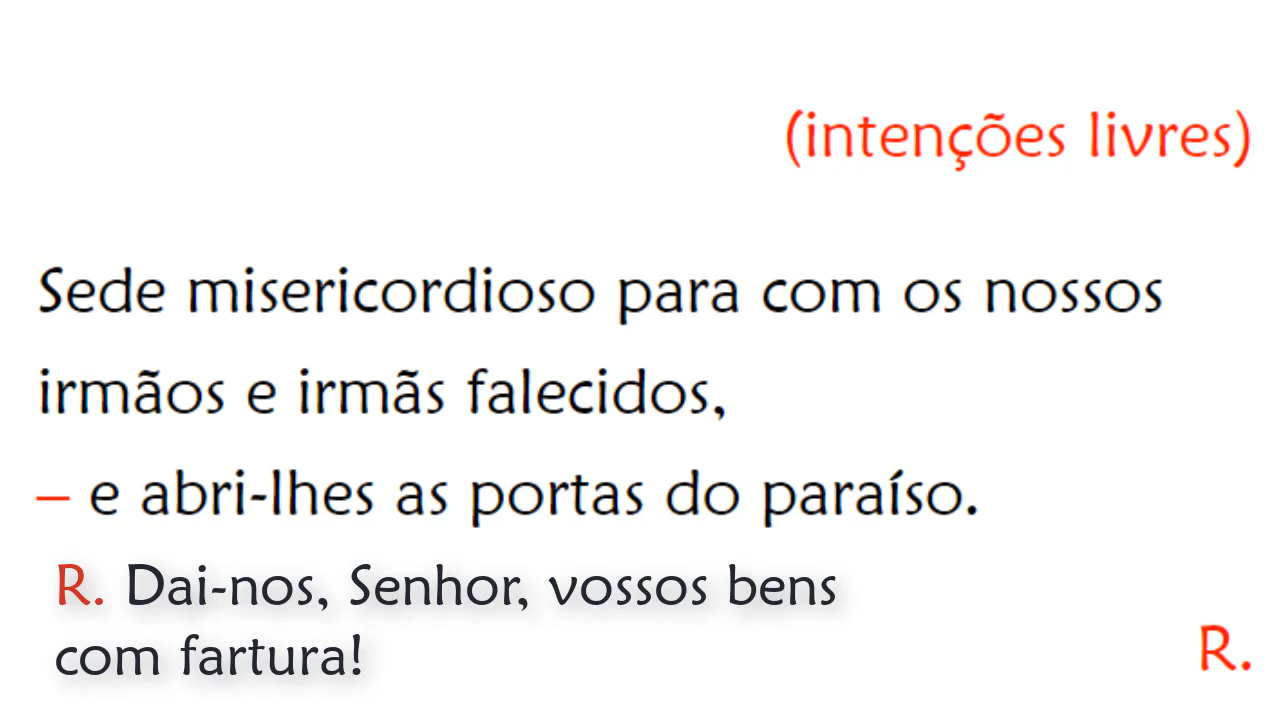 (intenções livres)
Sede misericordioso para com os nossos
irmãos e irmãs falecidos,
– e abri-lhes as portas do paraíso.
R. Dai-nos, Senhor, vossos bens
com fartura!
R.